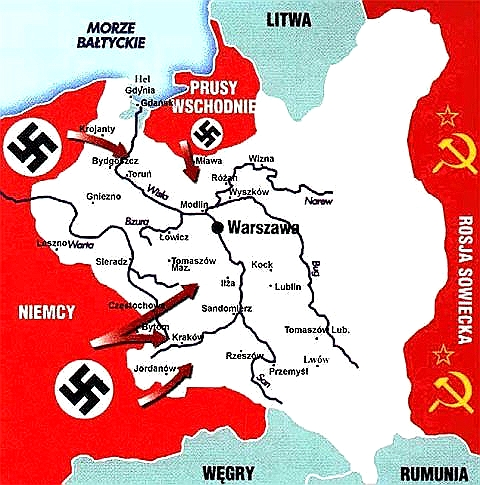 MORZE
BAŁTYCKIE
LITWA
Hel
Gdynia
Gdańsk
PRUSY
WSCHODNIE
Krojanty
Bydgoszcz
Toruń
Mława
Wizna
Różan
Wyszków
Narew
Gniezno
Wisła
Modlin
Bzura
Warszawa
Łowicz
Leszno
Warta
Sieradz
Tomaszów
Maz.
Kock
Bug
Iłża
Lublin
NIEMCY
Częstochowa
Sandomierz
Bytom
Kraków
Tomaszów Lub.
Rzeszów
Lwów
Jordanów
Przemyśl
San
ROSJA SOWIECKA
WĘGRY
RUMUNIA